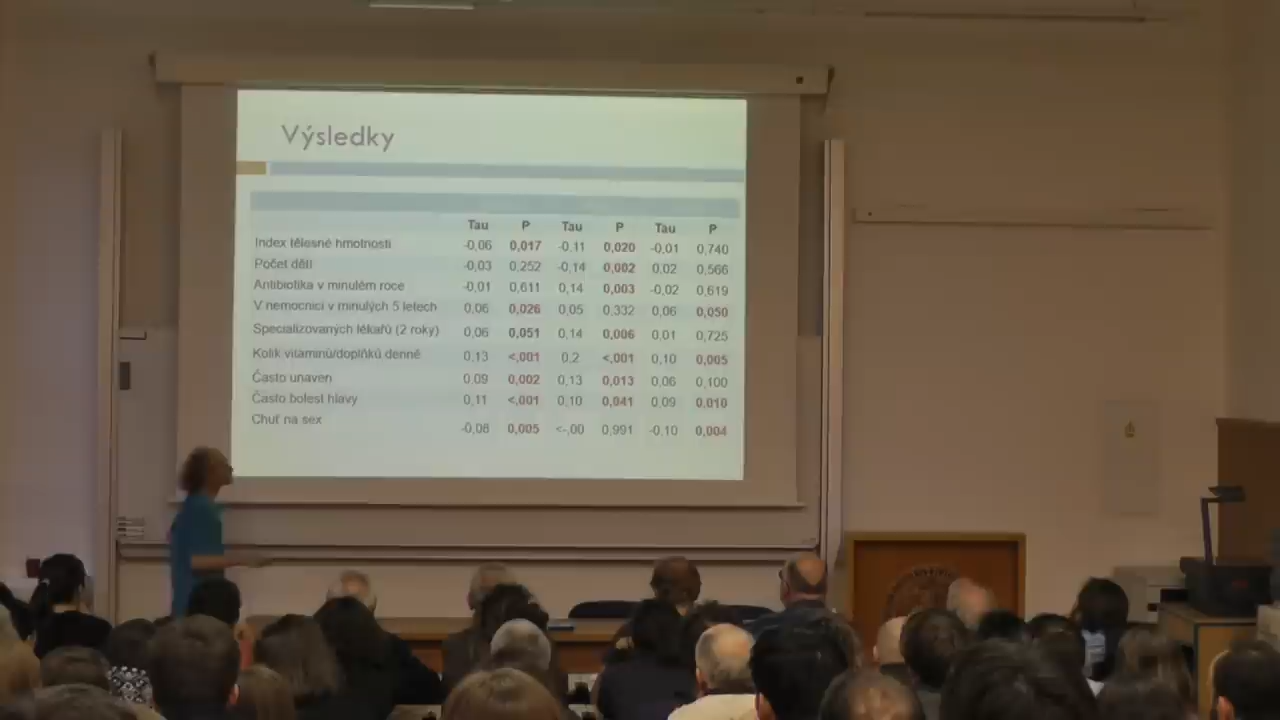 Výsledky
Tau P Tau P Tau P
Index tělesné hmotnosti -0,06 0,017 -0,11 0,020 -0,01 0,740
Počet dětí -0,03 0,252 -0,14 0,002 0,02 0,566
Antibiotika v minulém roce -0,01 0,611 0,14 0,003 -0,02 0,619
V nemocnici v minulých 5 letech 0,06 0,026 0,05 0,332 0,06 0,050
Specializovaných lékařů (2 roky) 0,06 0,051 0,14 0,006 0,01 0,725
Kolik vitamínů/doplňků denně 0,13 <,001 0,2 <,001 0,10 0,005
Často unaven 0,09 0,002 0,13 0,013 0,06 0,100
Často bolest hlavy 0,11 <,001 0,10 0,041 0,09 0,010
Chuť na sex -0,08 0,005 <-,00 0,991 -0,10 0,004